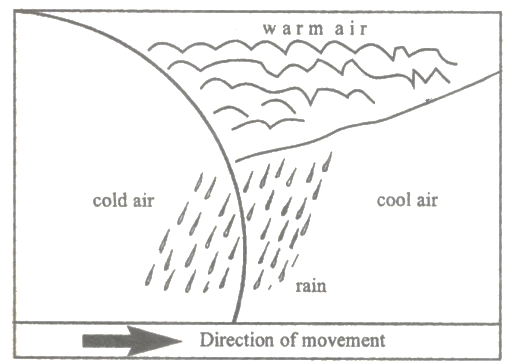 warm air
cold air
cool air
rain
Direction of movement